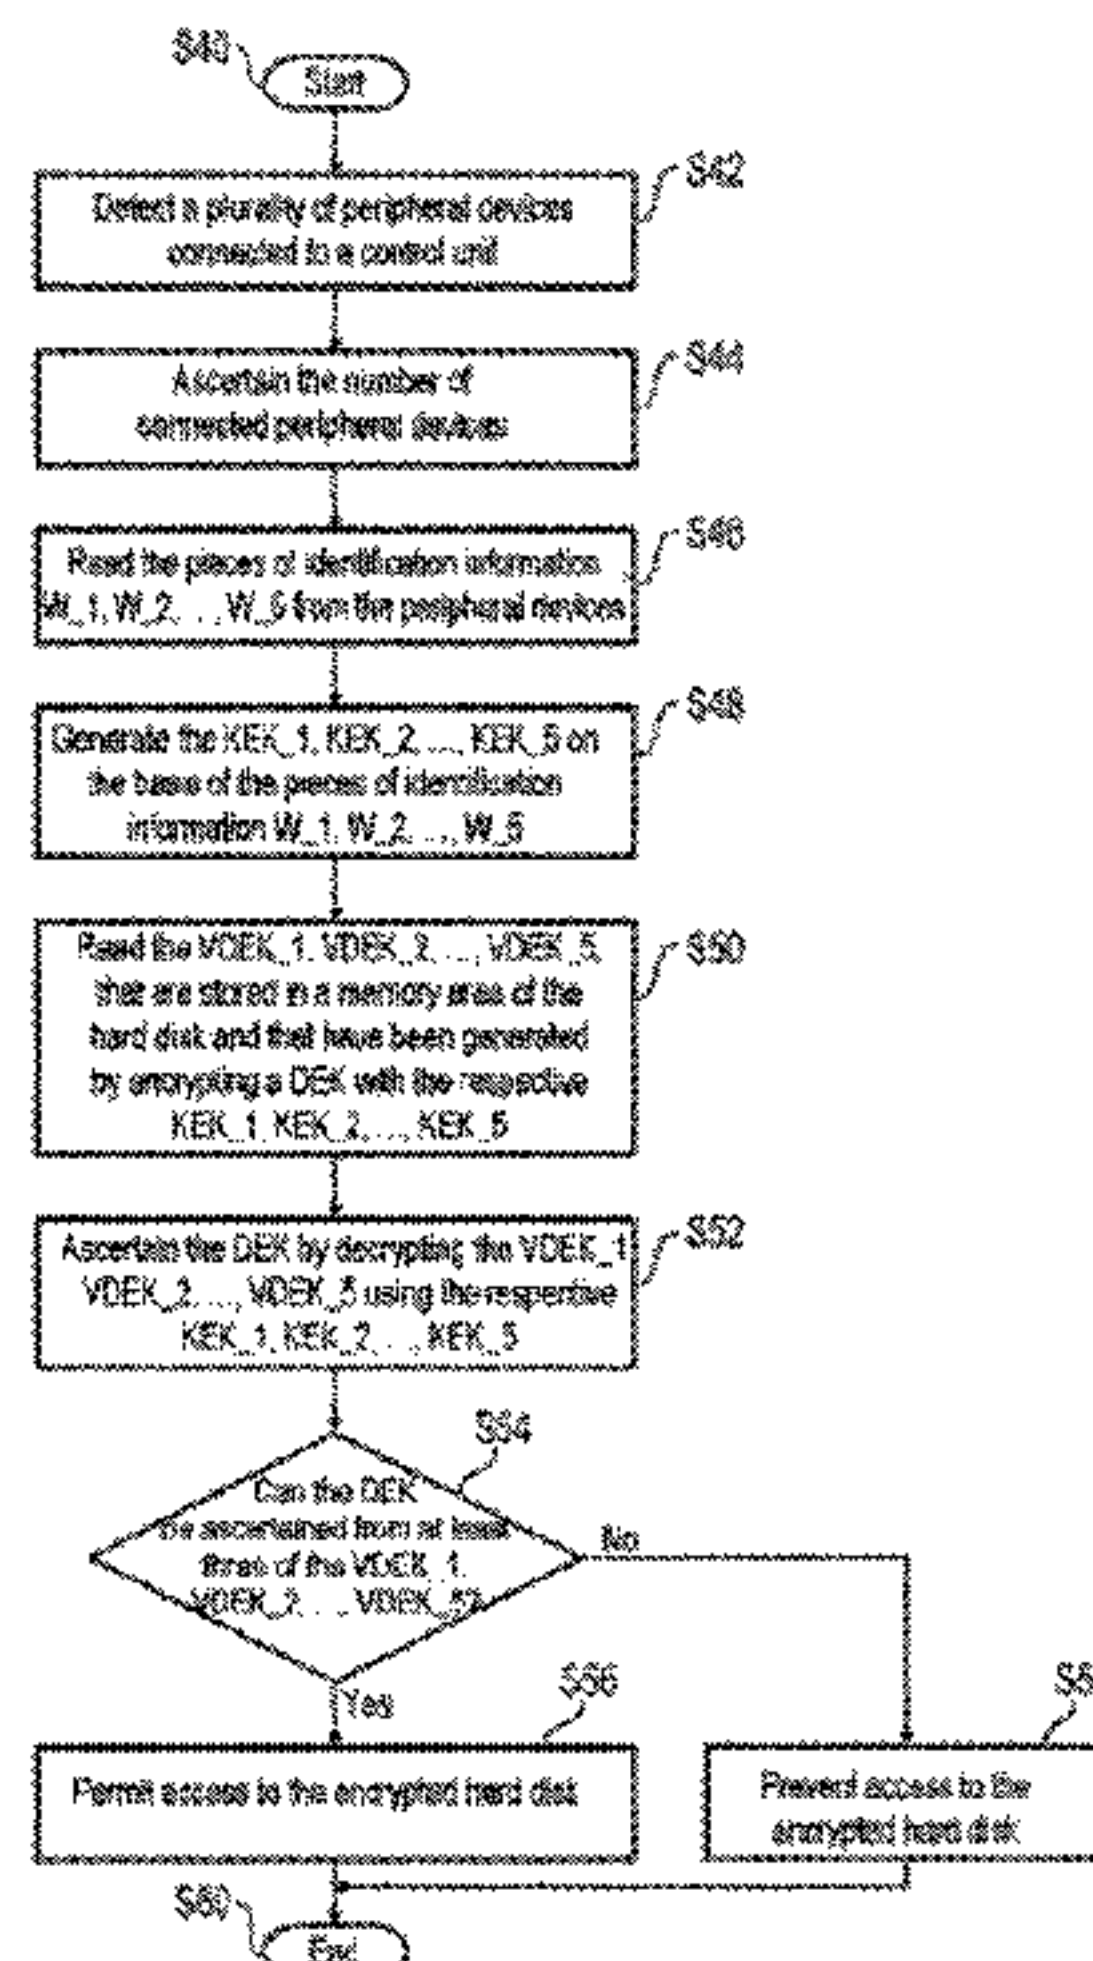 S40
Start
S42
Detect a plurality of peripheral devices
connected to a control unit
S44
Ascertain the number of
connected peripheral devices
S46
Read the pieces of identification information
W_1, W_2, ..., W_5 from the peripheral devices
S48
Generate the KEK_1, KEK_2, ..., KEK_5 on
the basis of the pieces of identification
information W_1, W_2, ..., W_5
S50
Read the VDEK_1, VDEK_2, ..., VDEK_5,
that are stored in a memory area of the
hard disk and that have been generated
by encrypting a DEK with the respective
KEK_1, KEK_2, ..., KEK_5
S52
Ascertain the DEK by decrypting the VDEK_1
VDEK_2, ..., VDEK_5 using the respective
KEK_1, KEK_2, ..., KEK_5
S54
Can the DEK
be ascertained from at least
three of the VDEK_1,
VDEK_2, ..., VDEK_5?
No
Yes
S56
Permit access to the encrypted hard disk
S5
Prevent access to the
encrypted hard disk
S60
End